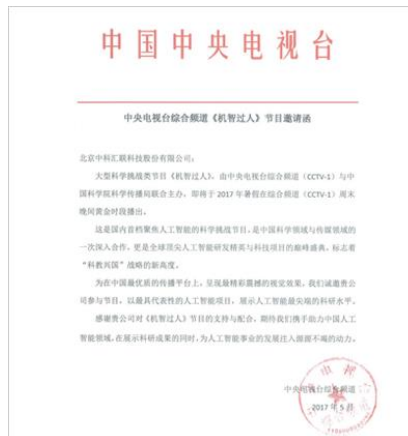 中国中央电视台
中央电视台综合频道《机智过人》节目邀请函
北京中科汇联科技股份有限公司：
大型科学挑战类节目《机智过人》，由中央电视台综合频道（CCTV-1）与中
国科学院科学传播局联合主办，即将于 2017 年暑假在综合频道（CCTV-1）周末
晚间黄金时段播出。
这是国内首档聚焦人工智能的科学挑战节目，是中国科学领域与传媒领域的
一次深入合作，更是全球顶尖人工智能研发精英与科技项目的巅峰盛典，标志着
“科教兴国”战略的新高度。
为在中国最优质的传播平台上，呈现最精彩震撼的视觉效果，我们诚邀贵公
司参与节目，以最具代表性的人工智能项目，展示人工智能最尖端的科研水平。
感谢贵公司对《机智过人》节目的支持与配合，期待我们携手助力中国人工
智能领域，在展示科研成果的同时，为人工智能事业的发展注入源源不竭的动力。
中央电视台综合频道
2017 年 5 月